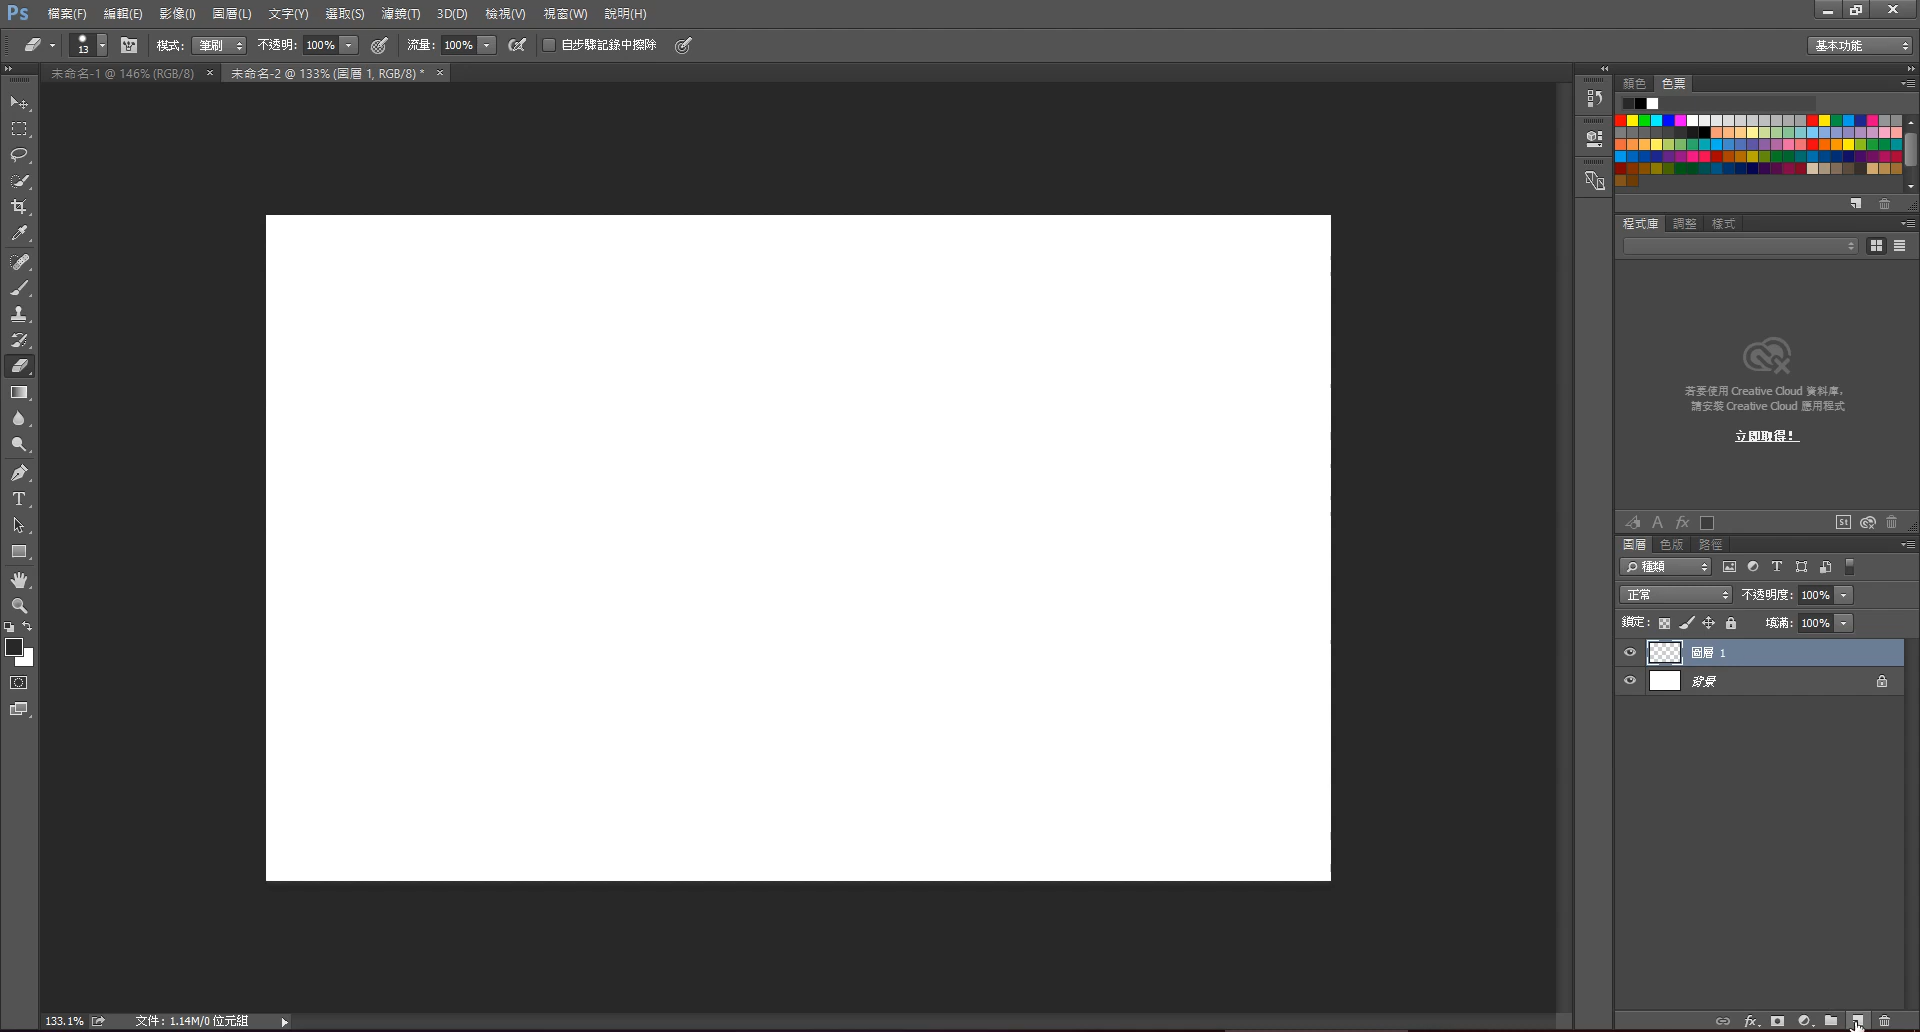 Ps 檔案(F) 編輯(E) 影像(I) 圖層(L) 文字(Y) 選取(S) 濾鏡(T) 3D(D) 檢視(V) 視窗(W) 說明(H)
13 模式: 筆刷 不透明: 100% 流量: 100% 自步驟記錄中擦除 基本功能
未命名-1 @ 146% (RGB/8) × 未命名-2 @ 133% (圖層 1, RGB/8) * ×
顏色 色票
程式庫 調整 樣式
若要使用 Creative Cloud 資料庫，
請安裝 Creative Cloud 應用程式
立即取得!
St
圖層 色版 路徑
種類
正常 不透明度: 100%
鎖定: 填滿: 100%
圖層 1
背景
133.1% 文件: 1.14M/0 位元組